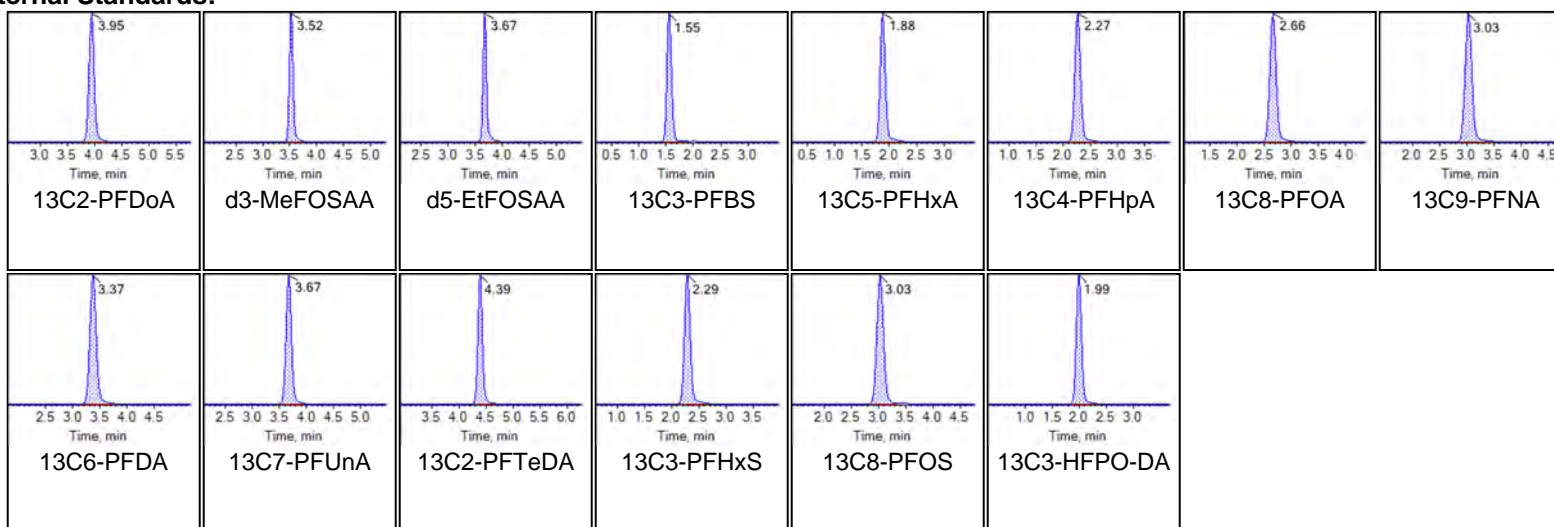 ternal Standards:
3.95 3.52 3.67 1.55 1.88 2.27 2.66 3.03
3.0 3.5 4.0 4.5 5.0 5.5 2.5 3.0 3.5 4.0 4.5 5.0 2.5 3.0 3.5 4.0 4.5 5.0 0.5 1.0 1.5 2.0 2.5 3.0 0.5 1.0 1.5 2.0 2.5 3.0 1.0 1.5 2.0 2.5 3.0 3.5 1.5 2.0 2.5 3.0 3.5 4.0 2.0 2.5 3.0 3.5 4.0 4.5
Time, min Time, min Time, min Time, min Time, min Time, min Time, min Time, min
13C2-PFDoA d3-MeFOSAA d5-EtFOSAA 13C3-PFBS 13C5-PFHxA 13C4-PFHpA 13C8-PFOA 13C9-PFNA
3.37 3.67 4.39 2.29 3.03 1.99
2.5 3.0 3.5 4.0 4.5 2.5 3.0 3.5 4.0 4.5 5.0 3.5 4.0 4.5 5.0 5.5 6.0 1.0 1.5 2.0 2.5 3.0 3.5 2.0 2.5 3.0 3.5 4.0 4.5 1.0 1.5 2.0 2.5 3.0
Time, min Time, min Time, min Time, min Time, min Time, min
13C6-PFDA 13C7-PFUnA 13C2-PFTeDA 13C3-PFHxS 13C8-PFOS 13C3-HFPO-DA